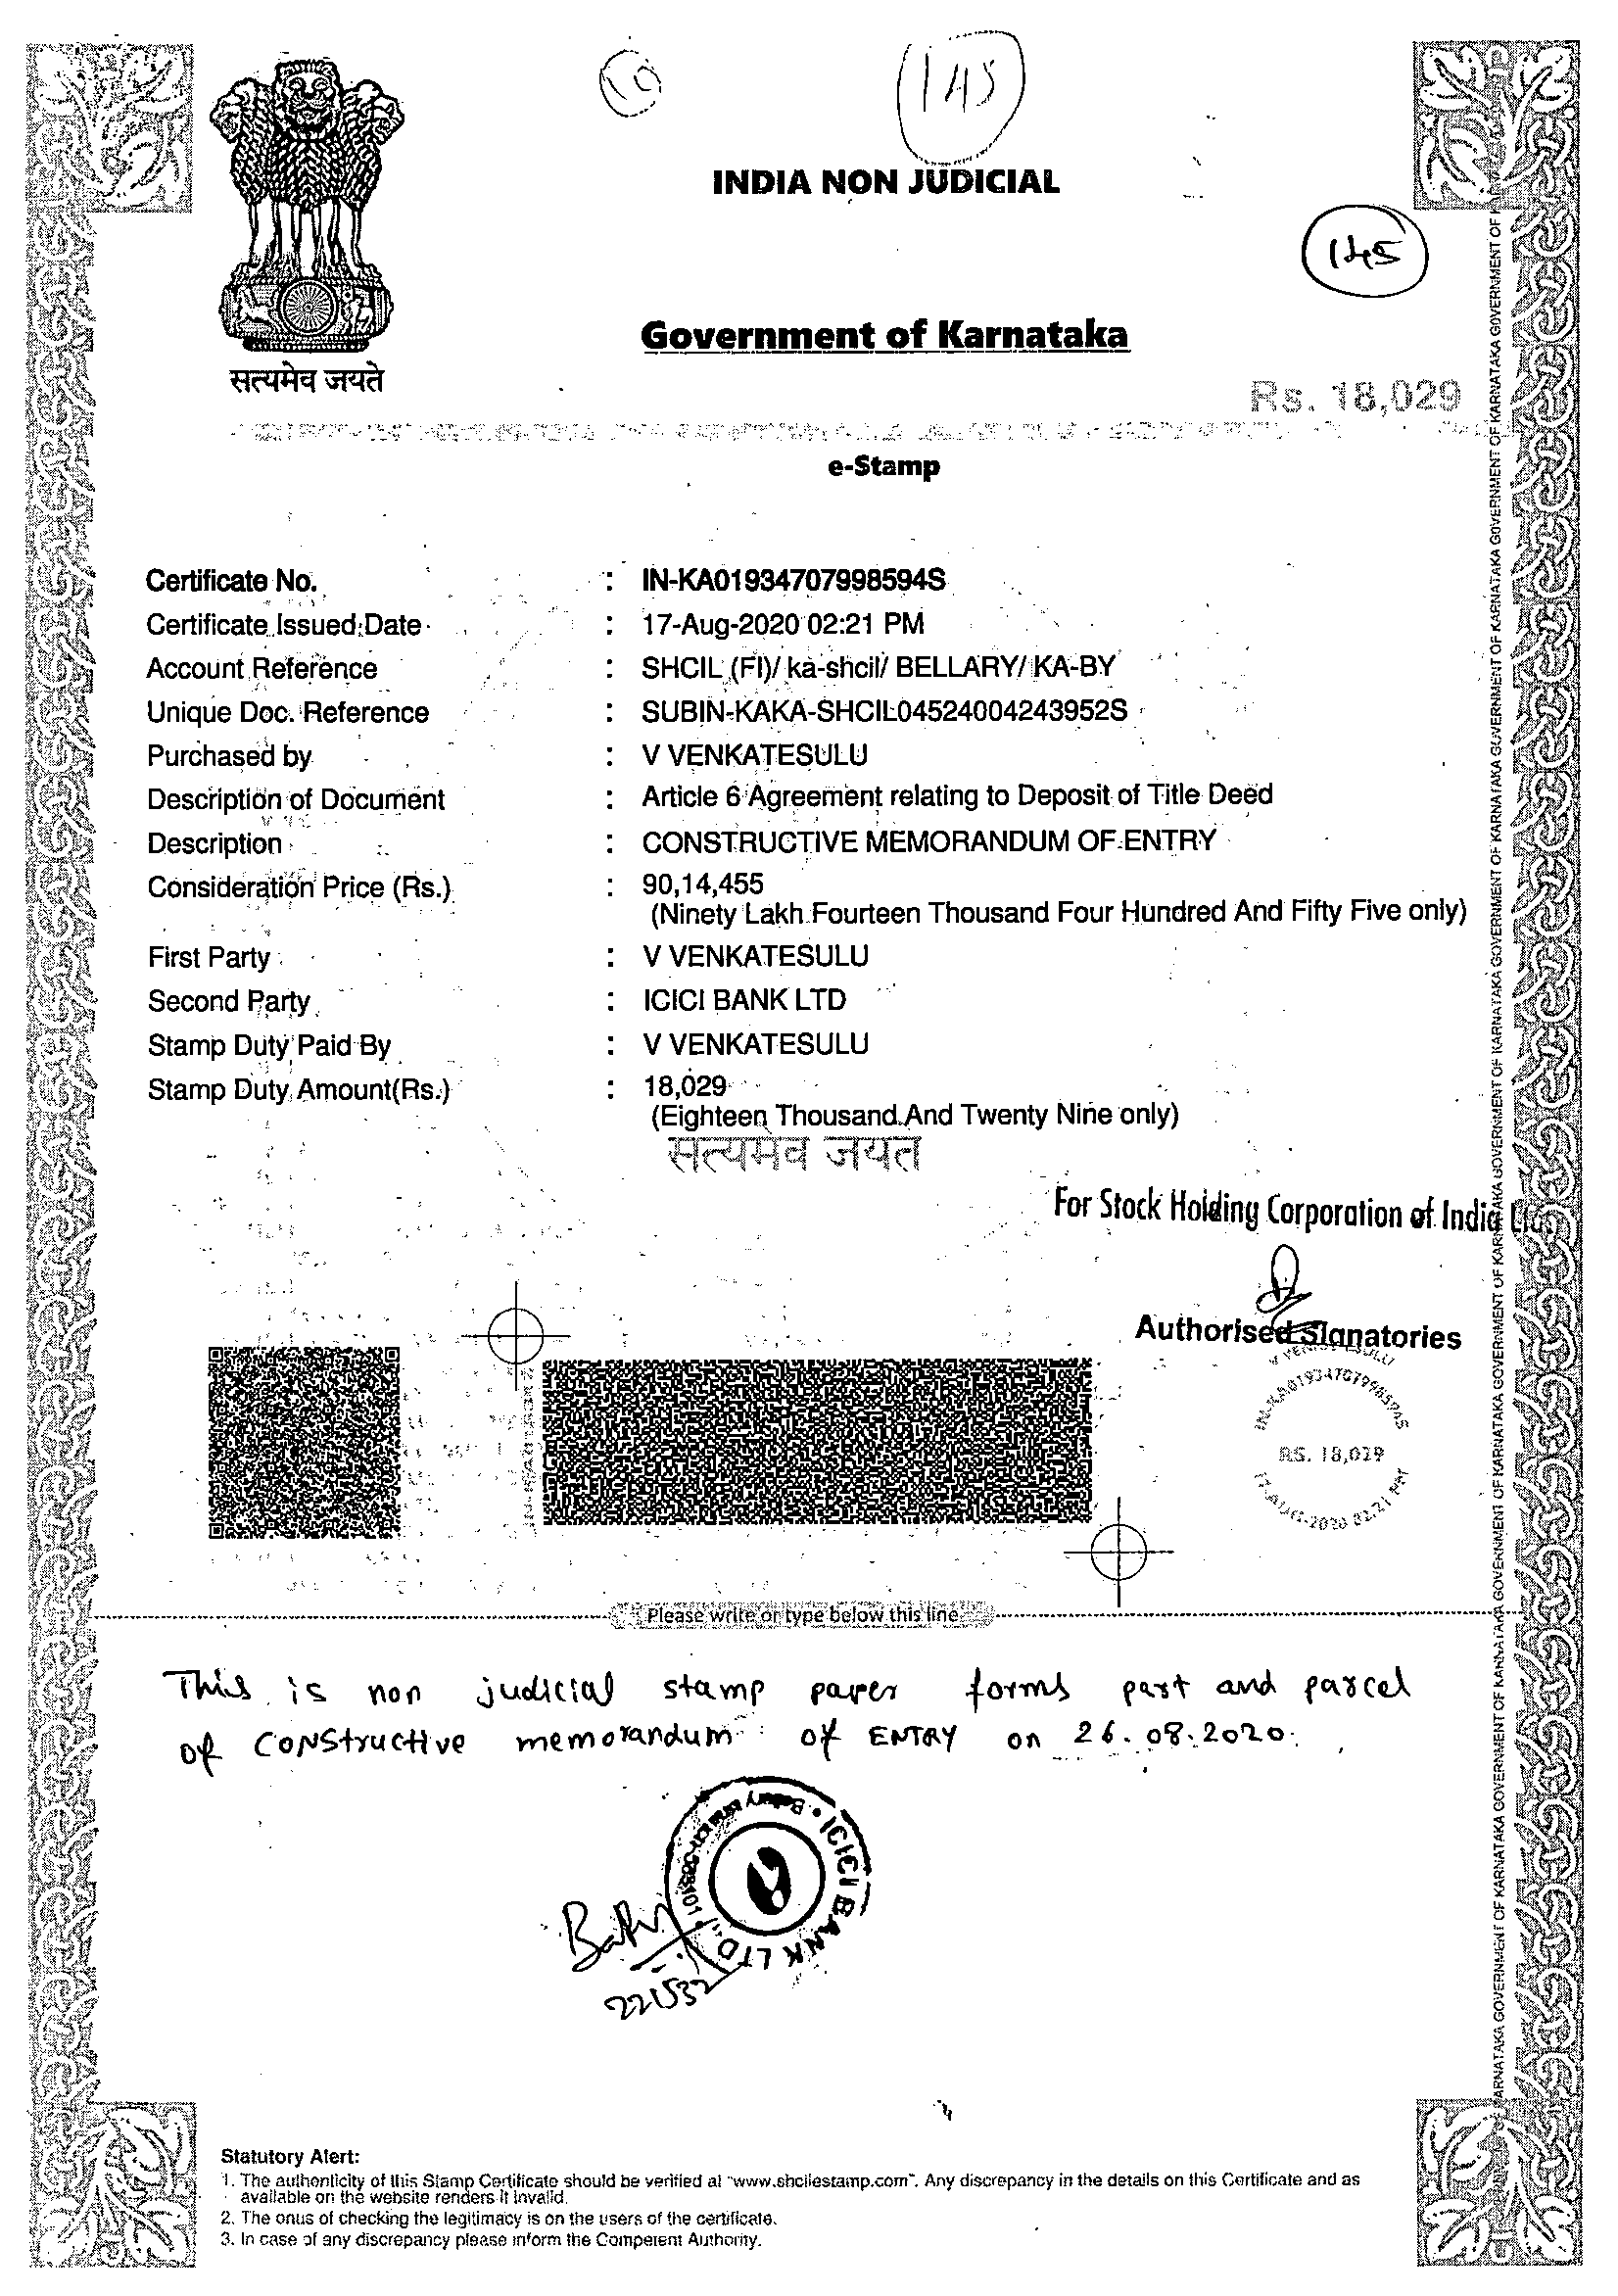 145
INDIA NON JUDICIAL
145
Government of Karnataka
सत्यमेव जयते
Rs. 18,029
e-Stamp
Certificate No. : IN-KA01934707998594S
Certificate Issued Date : 17-Aug-2020 02:21 PM
Account Reference : SHCIL (FI)/ ka-shcil/ BELLARY/ KA-BY
Unique Doc. Reference : SUBIN-KAKA-SHCIL04524004243952S
Purchased by : V VENKATESULU
Description of Document : Article 6 Agreement relating to Deposit of Title Deed
Description : CONSTRUCTIVE MEMORANDUM OF ENTRY
Consideration Price (Rs.) : 90,14,455
(Ninety Lakh Fourteen Thousand Four Hundred And Fifty Five only)
First Party : V VENKATESULU
Second Party : ICICI BANK LTD
Stamp Duty Paid By : V VENKATESULU
Stamp Duty Amount(Rs.) : 18,029
(Eighteen Thousand And Twenty Nine only)
सत्यमेव जयते
For Stock Holding Corporation of India Ltd
Authorised Signatories
V VENKATESULU
IN-KA01934707998594S
RS. 18,029
17-AUG-2020 02:21 PM
Please write or type below this line
This is non judicial stamp paper forms part and parcel
of constructive memorandum of ENTRY on 26.08.2020.
ICICI BANK LTD. • Bellary Branch-583101
221532
Statutory Alert:
1. The authenticity of this Stamp Certificate should be verified at "www.shcilestamp.com". Any discrepancy in the details on this Certificate and as
available on the website renders it invalid.
2. The onus of checking the legitimacy is on the users of the certificate.
3. In case of any discrepancy please inform the Competent Authority.
KARNATAKA GOVERNMENT OF KARNATAKA GOVERNMENT OF KARNATAKA GOVERNMENT OF KARNATAKA GOVERNMENT OF KARNATAKA GOVERNMENT OF KARNATAKA